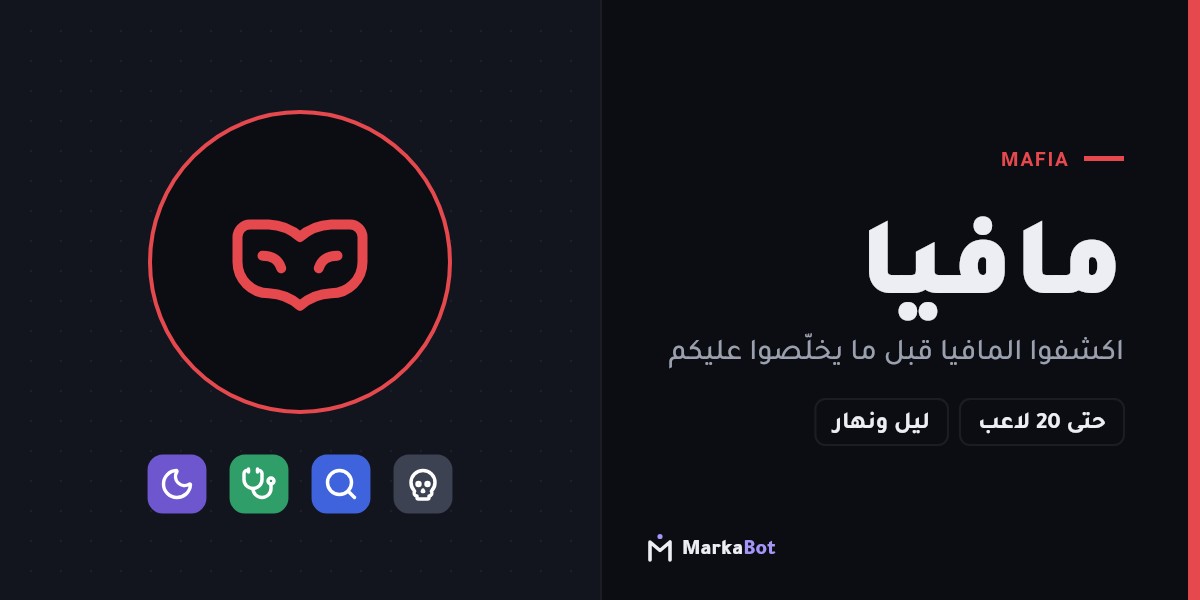 MAFIA
مافيا
اكشفوا المافيا قبل ما يخلّصوا عليكم
حتى 20 لاعب
ليل ونهار
MarkaBot